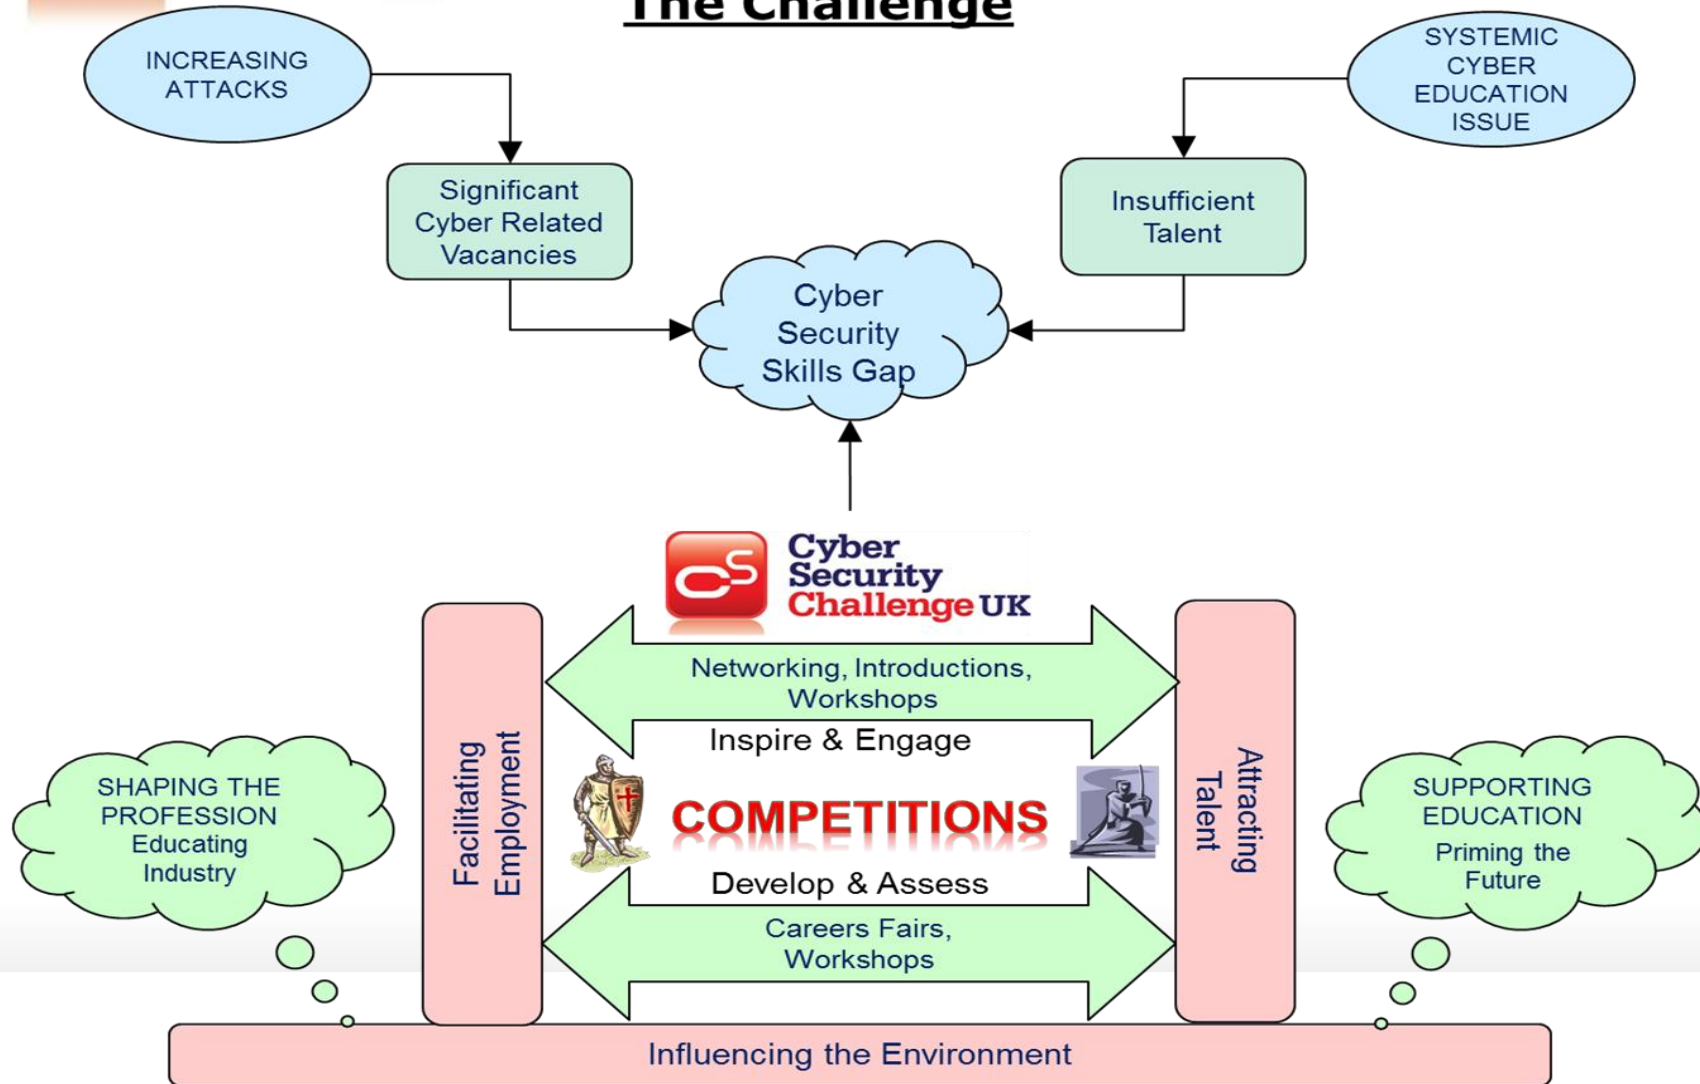 The Challenge
INCREASING
ATTACKS
SYSTEMIC
CYBER
EDUCATION
ISSUE
Significant
Cyber Related
Vacancies
Insufficient
Talent
Cyber
Security
Skills Gap
CS
Cyber
Security
Challenge UK
Networking, Introductions,
Workshops
Inspire & Engage
Facilitating
Employment
COMPETITIONS
Attracting
Talent
SHAPING THE
PROFESSION
Educating
Industry
SUPPORTING
EDUCATION
Priming the
Future
Develop & Assess
Careers Fairs,
Workshops
Influencing the Environment